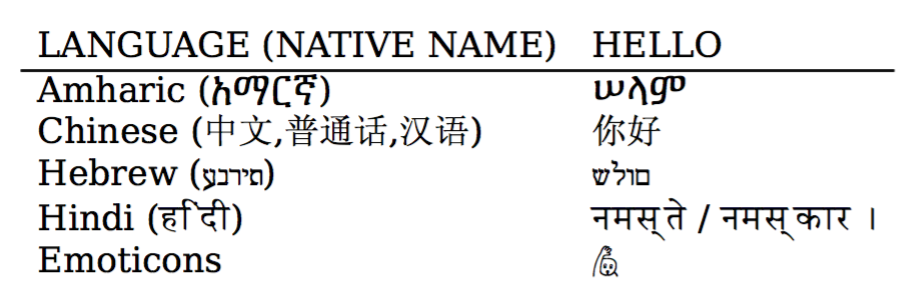 LANGUAGE (NATIVE NAME) HELLO
Amharic (አማርኛ) ሠላም
Chinese (中文,普通话,汉语) 你好
Hebrew (תירבע) םולש
Hindi (हिंदी) नमस्ते / नमस्कार ।
Emoticons 🙋